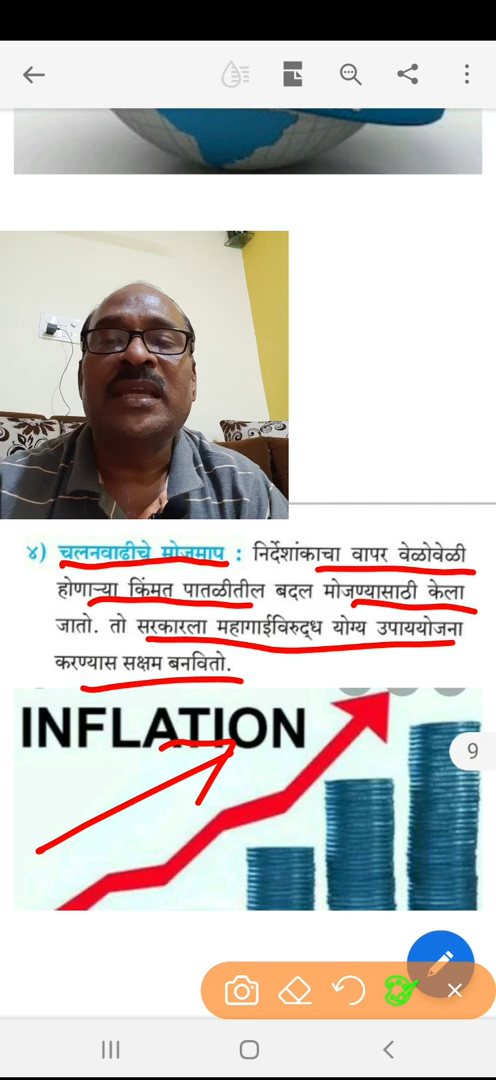 ४) चलनवाढीचे मोजमाप : निर्देशांकाचा वापर वेळोवेळी
होणाऱ्या किंमत पातळीतील बदल मोजण्यासाठी केला
जातो. तो सरकारला महागाईविरुद्ध योग्य उपाययोजना
करण्यास सक्षम बनवितो.
INFLATION
9